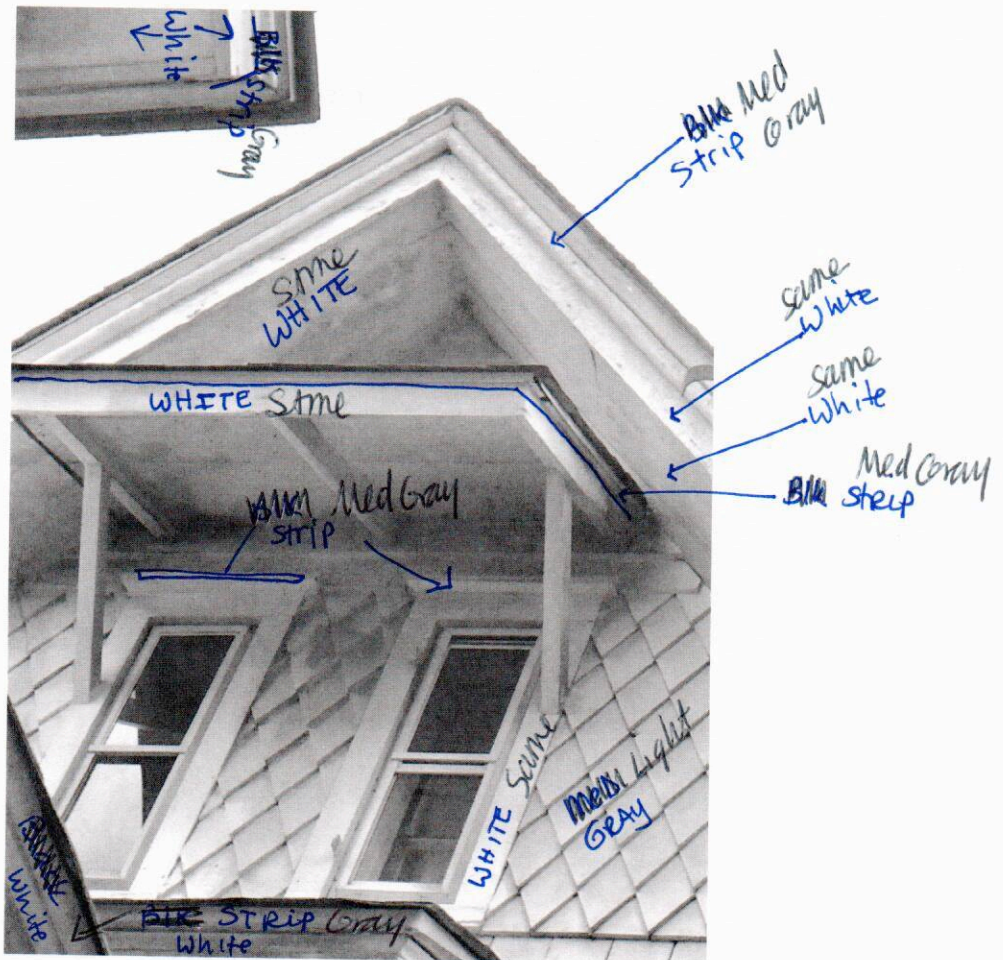 White
Blk Strip Gray
Blk Med
Strip Gray
Same
WHITE
same
White
Same
White
WHITE Same
Med Gray
Blk Strip
Blk Med Gray
Strip
Light
GRAY
WHITE Same
White
Blk STRIP Gray
White